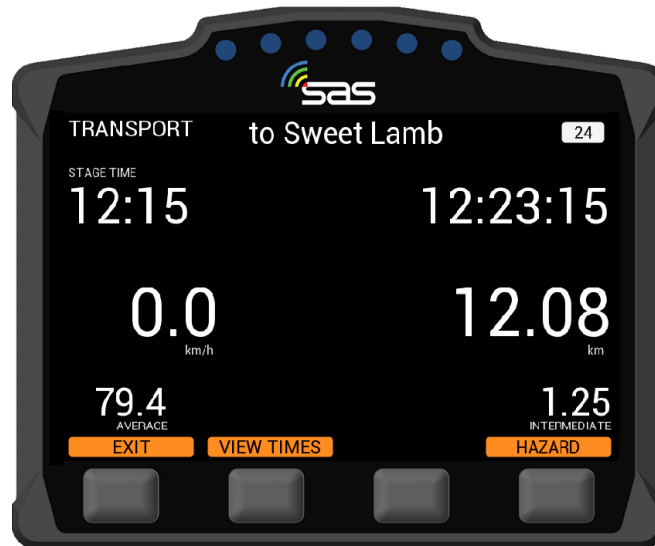 sas
TRANSPORT to Sweet Lamb 24
STAGE TIME
12:15 12:23:15
0.0 12.08
km/h km
79.4 1.25
AVERACE INTERMEDIATE
EXIT VIEW TIMES HAZARD